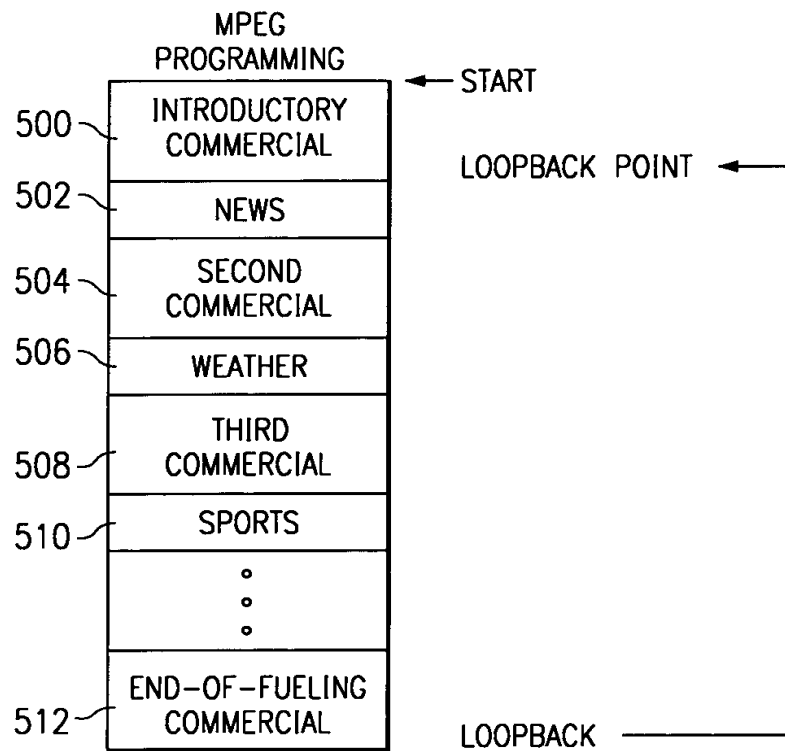 MPEG
PROGRAMMING
START
500
INTRODUCTORY
COMMERCIAL
LOOPBACK POINT
502
NEWS
504
SECOND
COMMERCIAL
506
WEATHER
508
THIRD
COMMERCIAL
510
SPORTS
512
END-OF-FUELING
COMMERCIAL
LOOPBACK